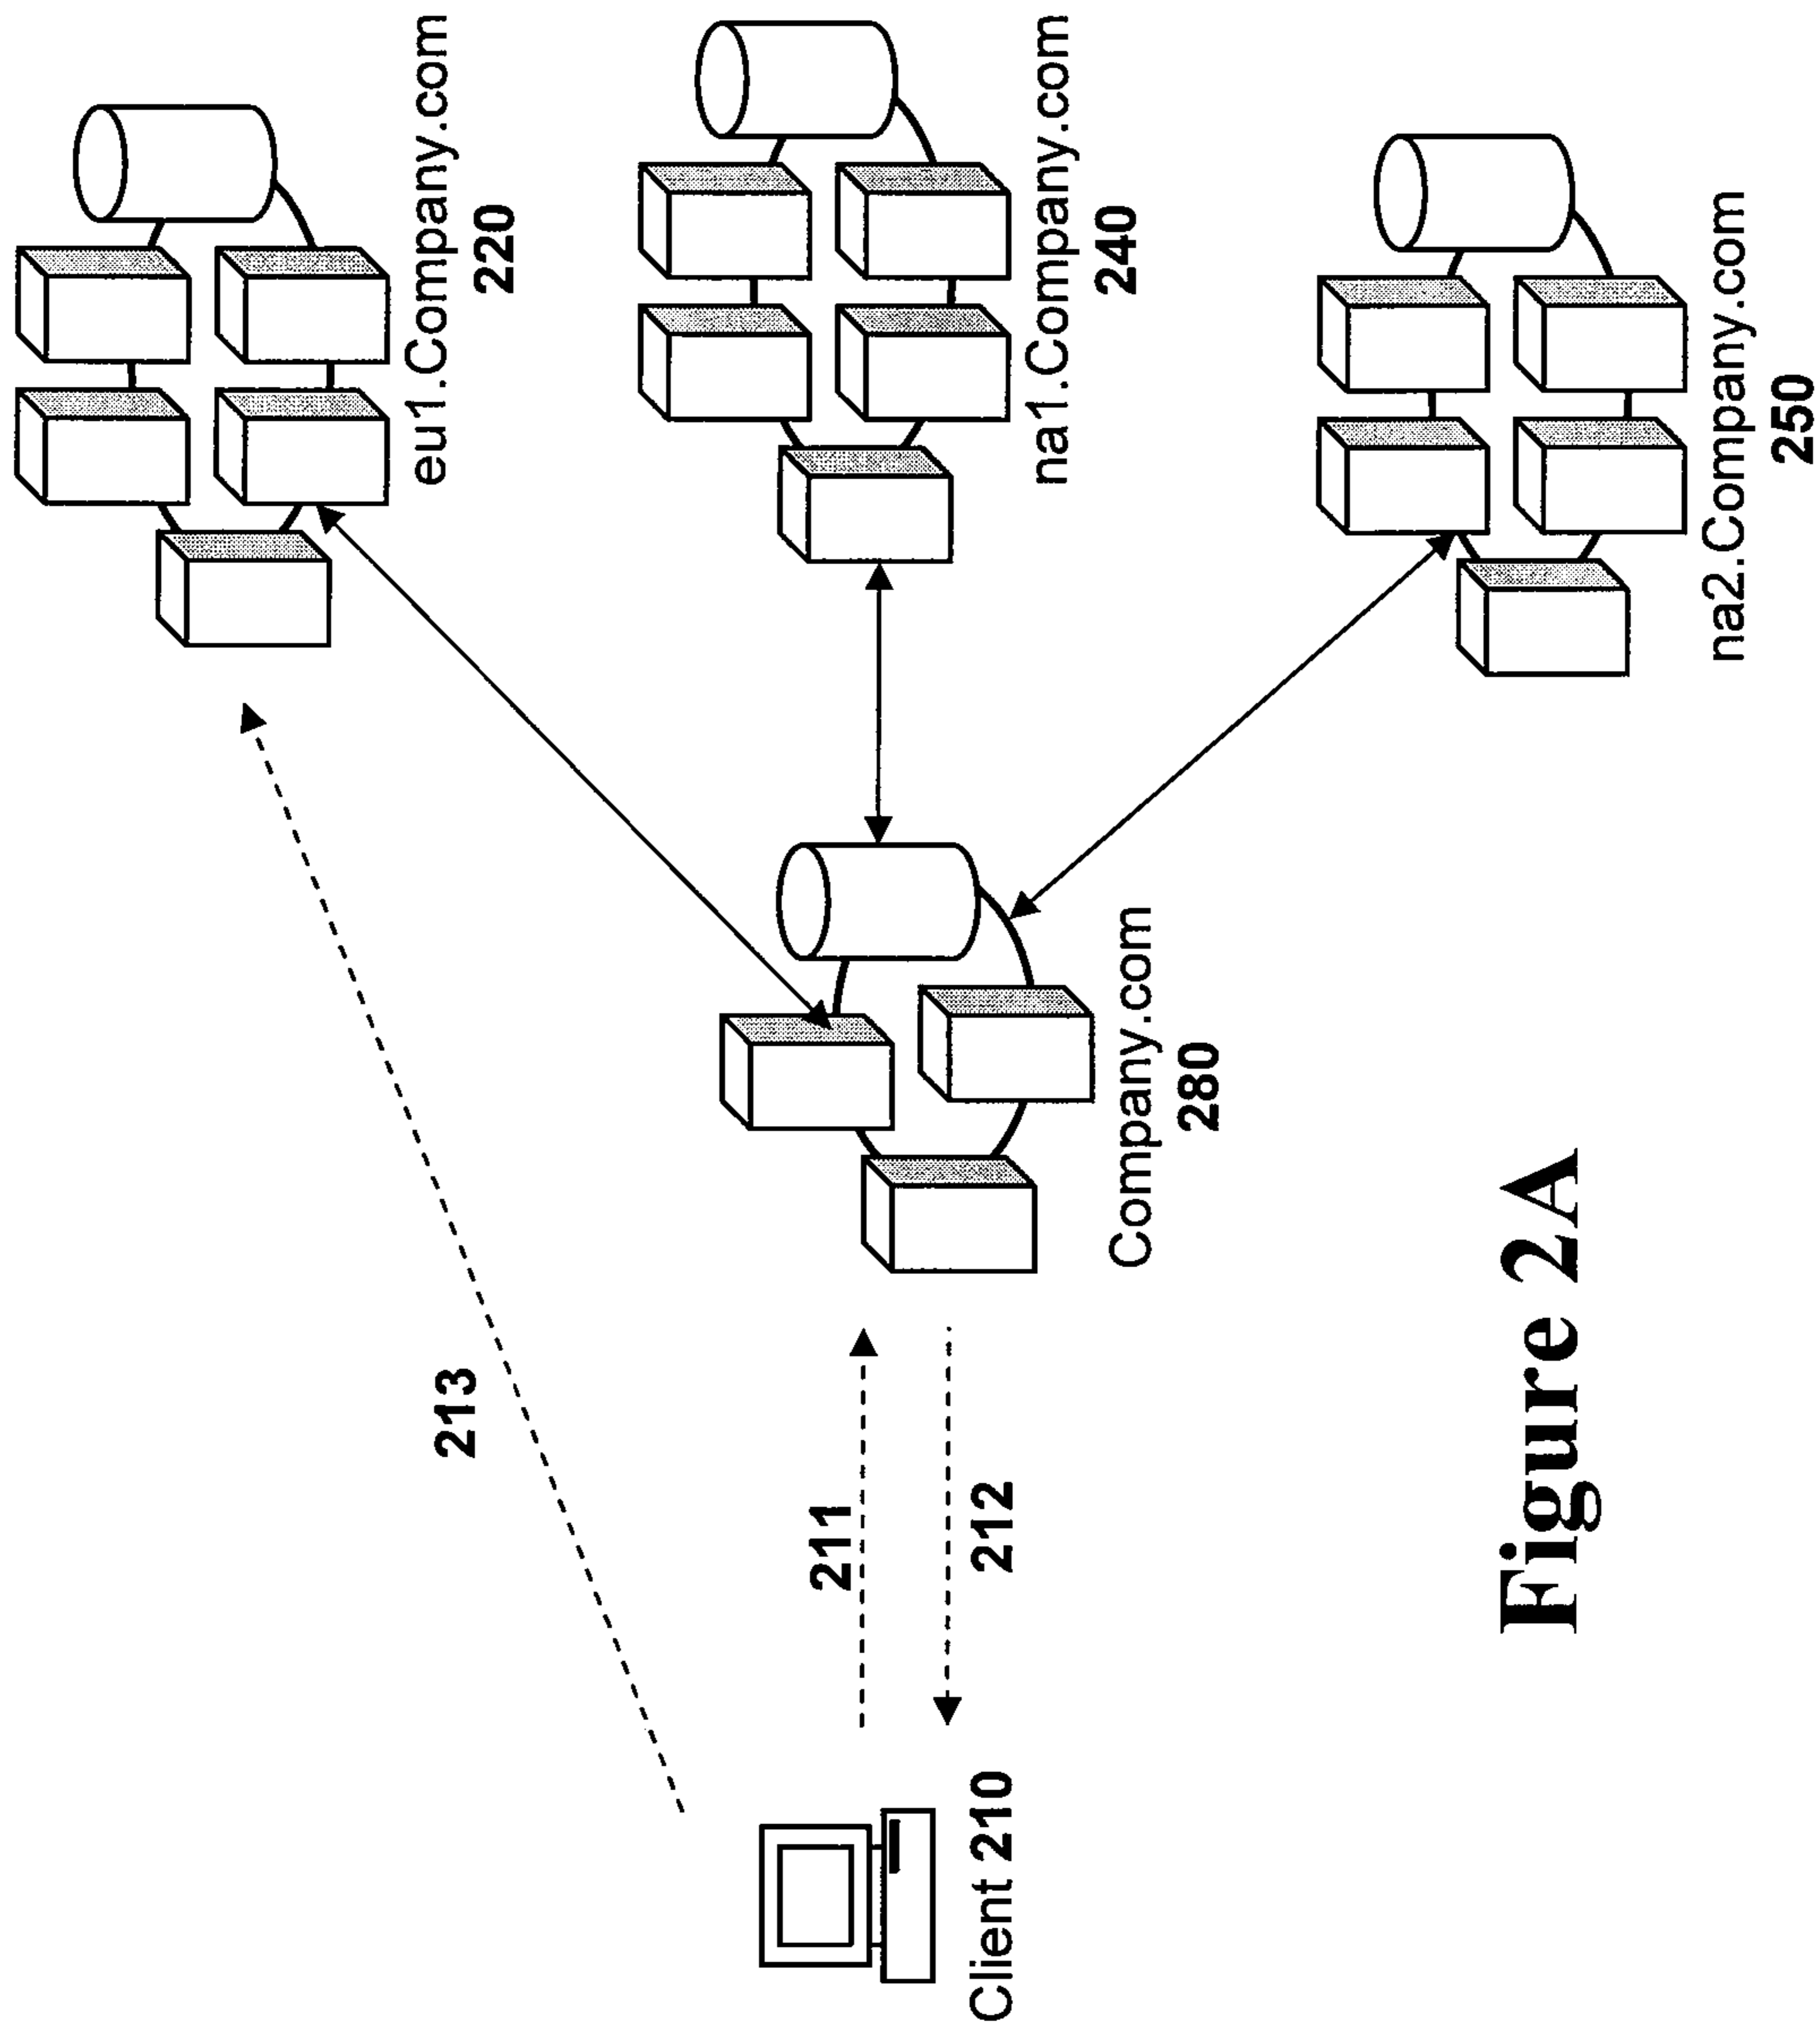 eu1.Company.com
220
213
na1.Company.com
240
211
212
Client 210
Company.com
280
na2.Company.com
250
Figure 2A